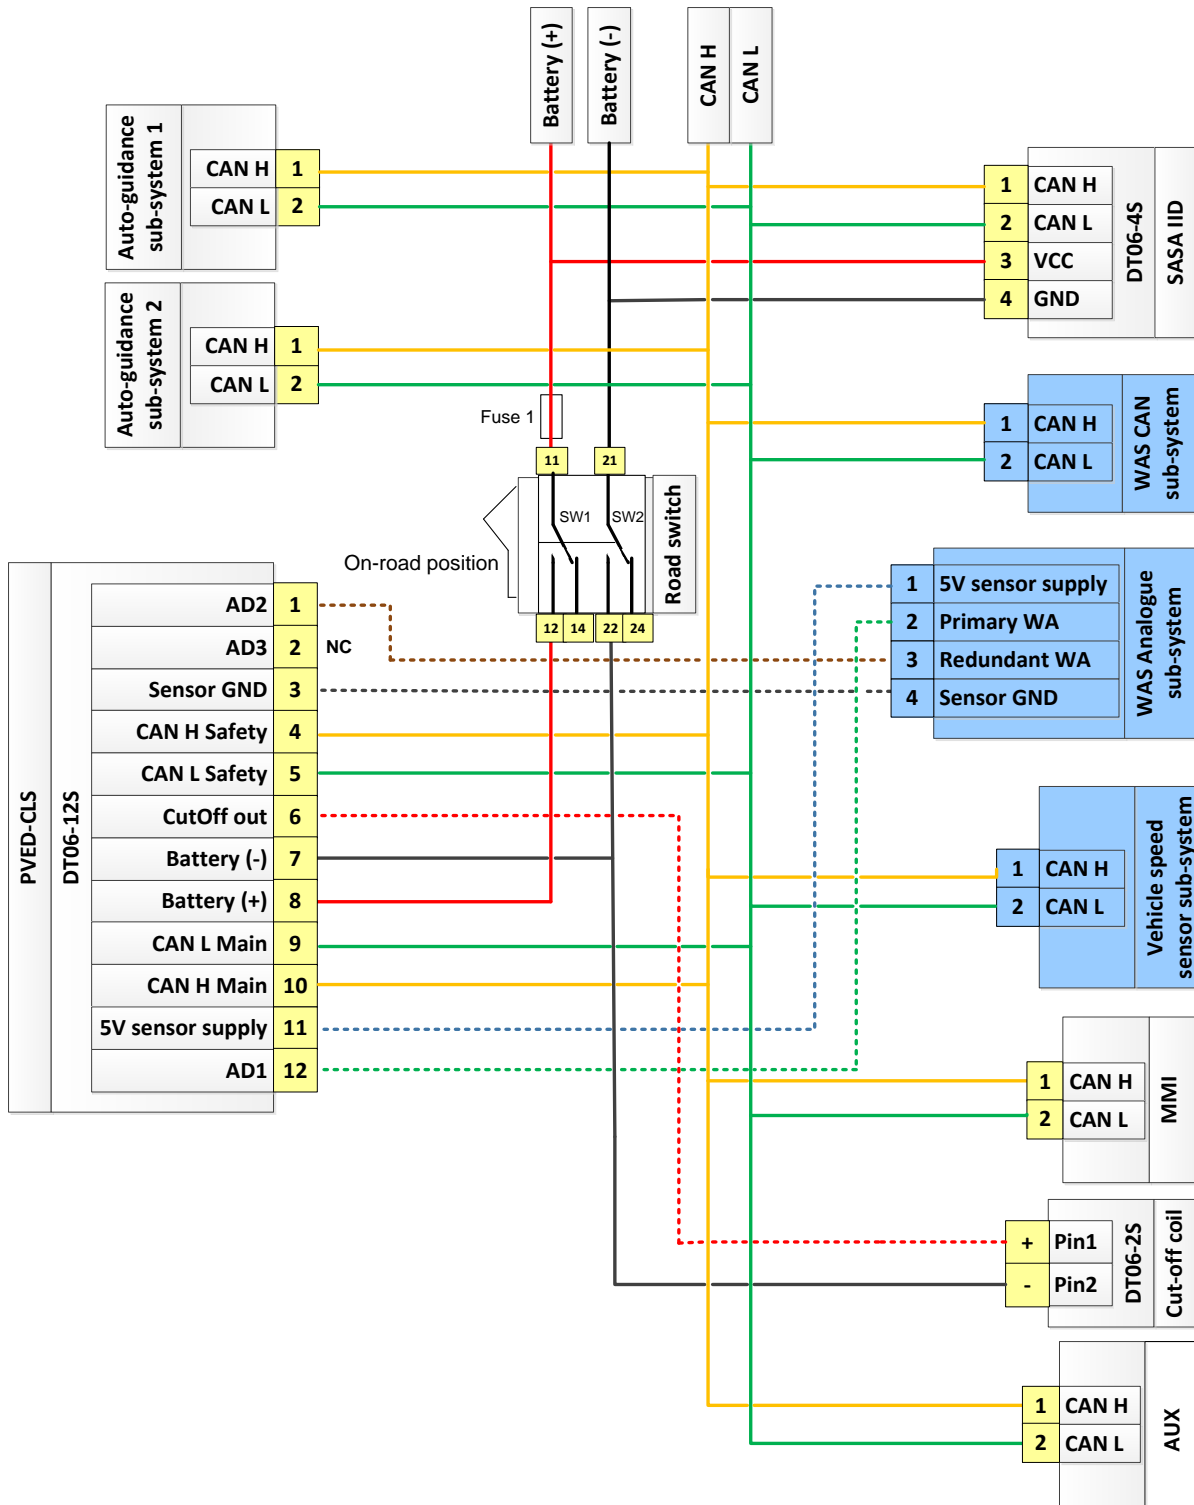 Battery (+)
Battery (-)
CAN H
CAN L
Auto-guidance
sub-system 1
CAN H 1
CAN L 2
Auto-guidance
sub-system 2
CAN H 1
CAN L 2
1 CAN H
2 CAN L
3 VCC
4 GND
DT06-4S
SASA IID
1 CAN H
2 CAN L
WAS CAN
sub-system
Fuse 1
11
21
SW1
SW2
Road switch
On-road position
12
14
22
24
PVED-CLS
DT06-12S
AD2 1
AD3 2 NC
Sensor GND 3
CAN H Safety 4
CAN L Safety 5
CutOff out 6
Battery (-) 7
Battery (+) 8
CAN L Main 9
CAN H Main 10
5V sensor supply 11
AD1 12
1 5V sensor supply
2 Primary WA
3 Redundant WA
4 Sensor GND
WAS Analogue
sub-system
1 CAN H
2 CAN L
Vehicle speed
sensor sub-system
1 CAN H
2 CAN L
MMI
+ Pin1
- Pin2
DT06-2S
Cut-off coil
1 CAN H
2 CAN L
AUX